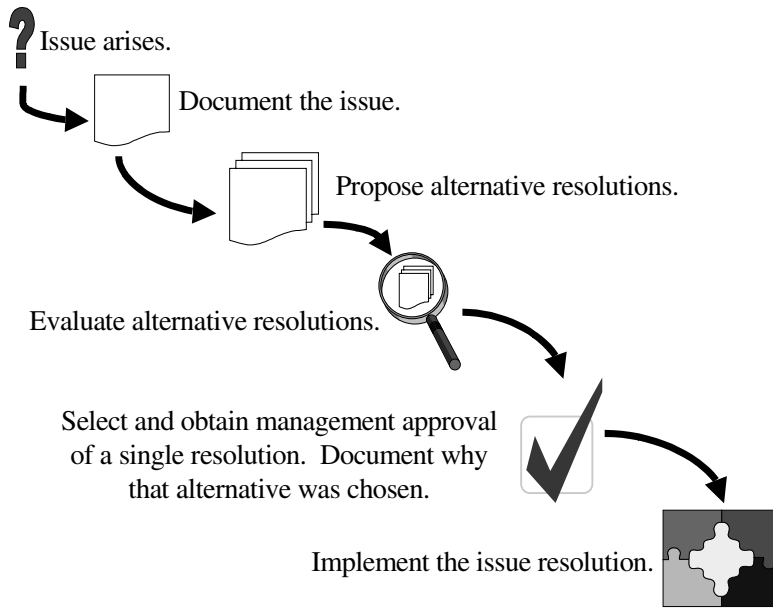 Issue arises.
Document the issue.
Propose alternative resolutions.
Evaluate alternative resolutions.
Select and obtain management approval
of a single resolution.  Document why
that alternative was chosen.
Implement the issue resolution.